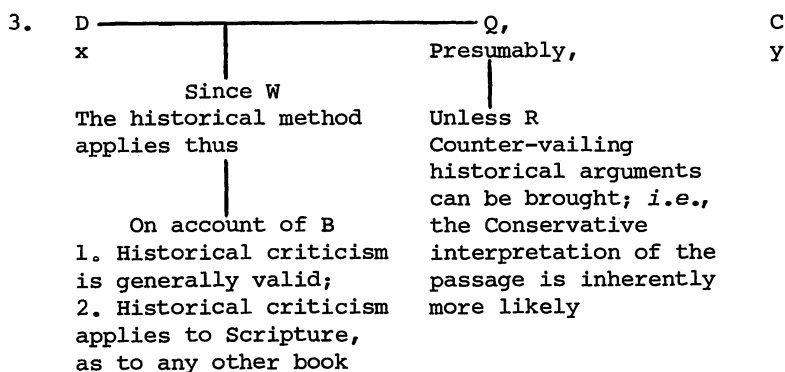 3. D Q, C
x Presumably, y
Since W
The historical method
applies thus
On account of B
1. Historical criticism
is generally valid;
2. Historical criticism
applies to Scripture,
as to any other book
Unless R
Counter-vailing
historical arguments
can be brought; i.e.,
the Conservative
interpretation of the
passage is inherently
more likely